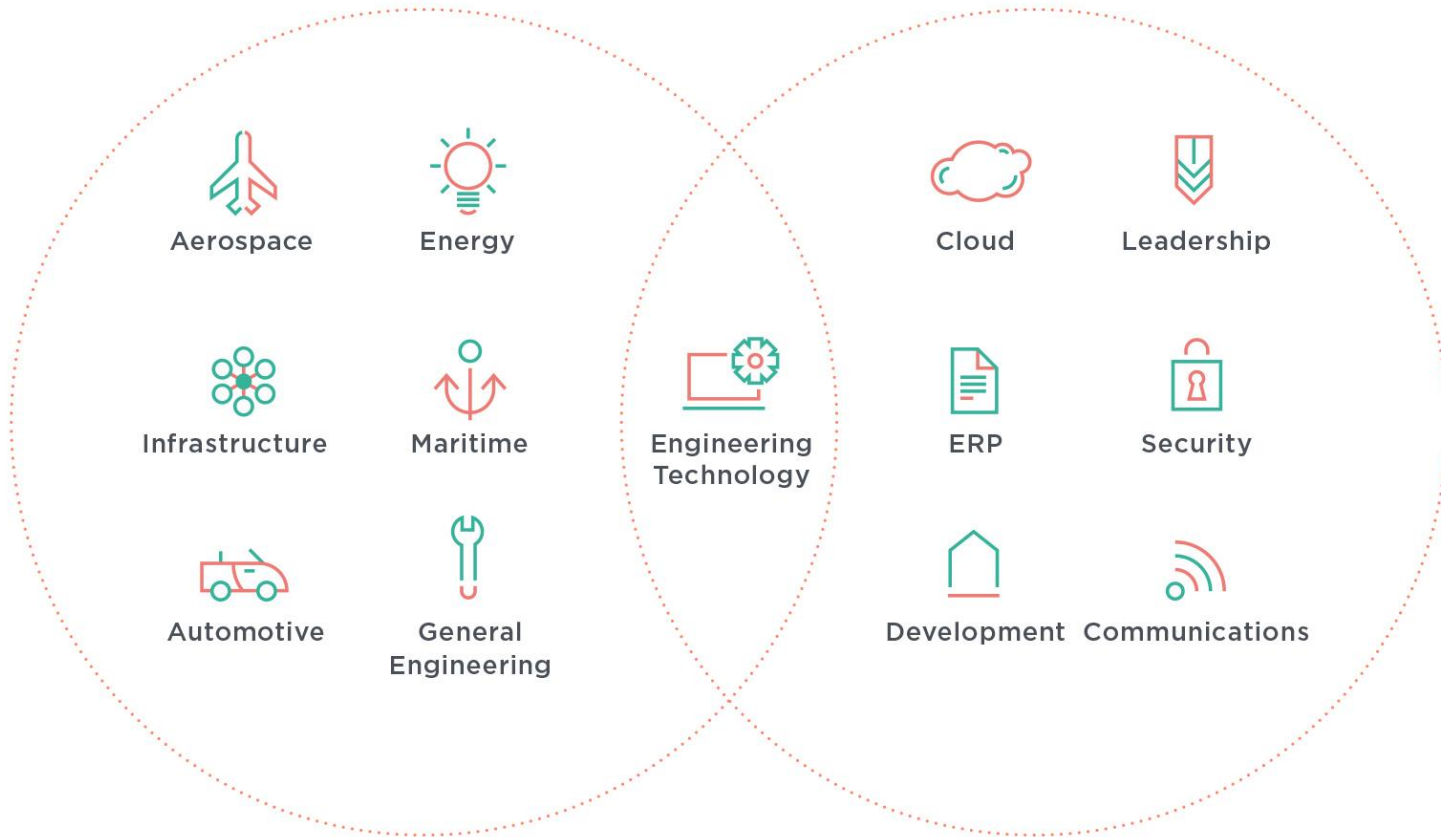 Aerospace
Energy
Infrastructure
Maritime
Automotive
General
Engineering
Engineering
Technology
Cloud
Leadership
ERP
Security
Development
Communications